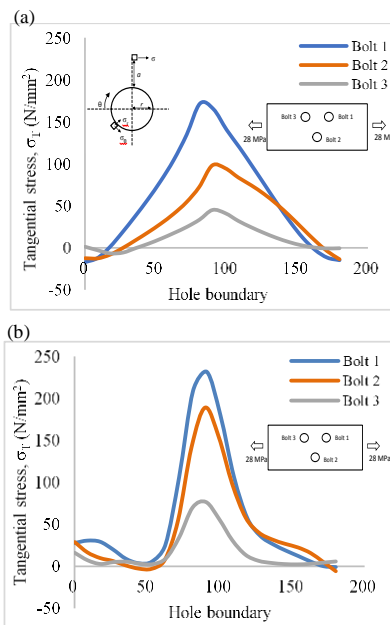 (a)
250
200
150
100
50
0
-50
Tangential stress, σT (N/mm²)
0
50
100
150
200
Hole boundary
Bolt 1
Bolt 2
Bolt 3
σ
a
θ
r
Bolt 3
Bolt 1
Bolt 2
28 MPa
28 MPa
(b)
250
200
150
100
50
0
-50
Tangential stress, σT (N/mm²)
0
50
100
150
200
Hole boundary
Bolt 1
Bolt 2
Bolt 3
Bolt 3
Bolt 1
Bolt 2
28 MPa
28 MPa